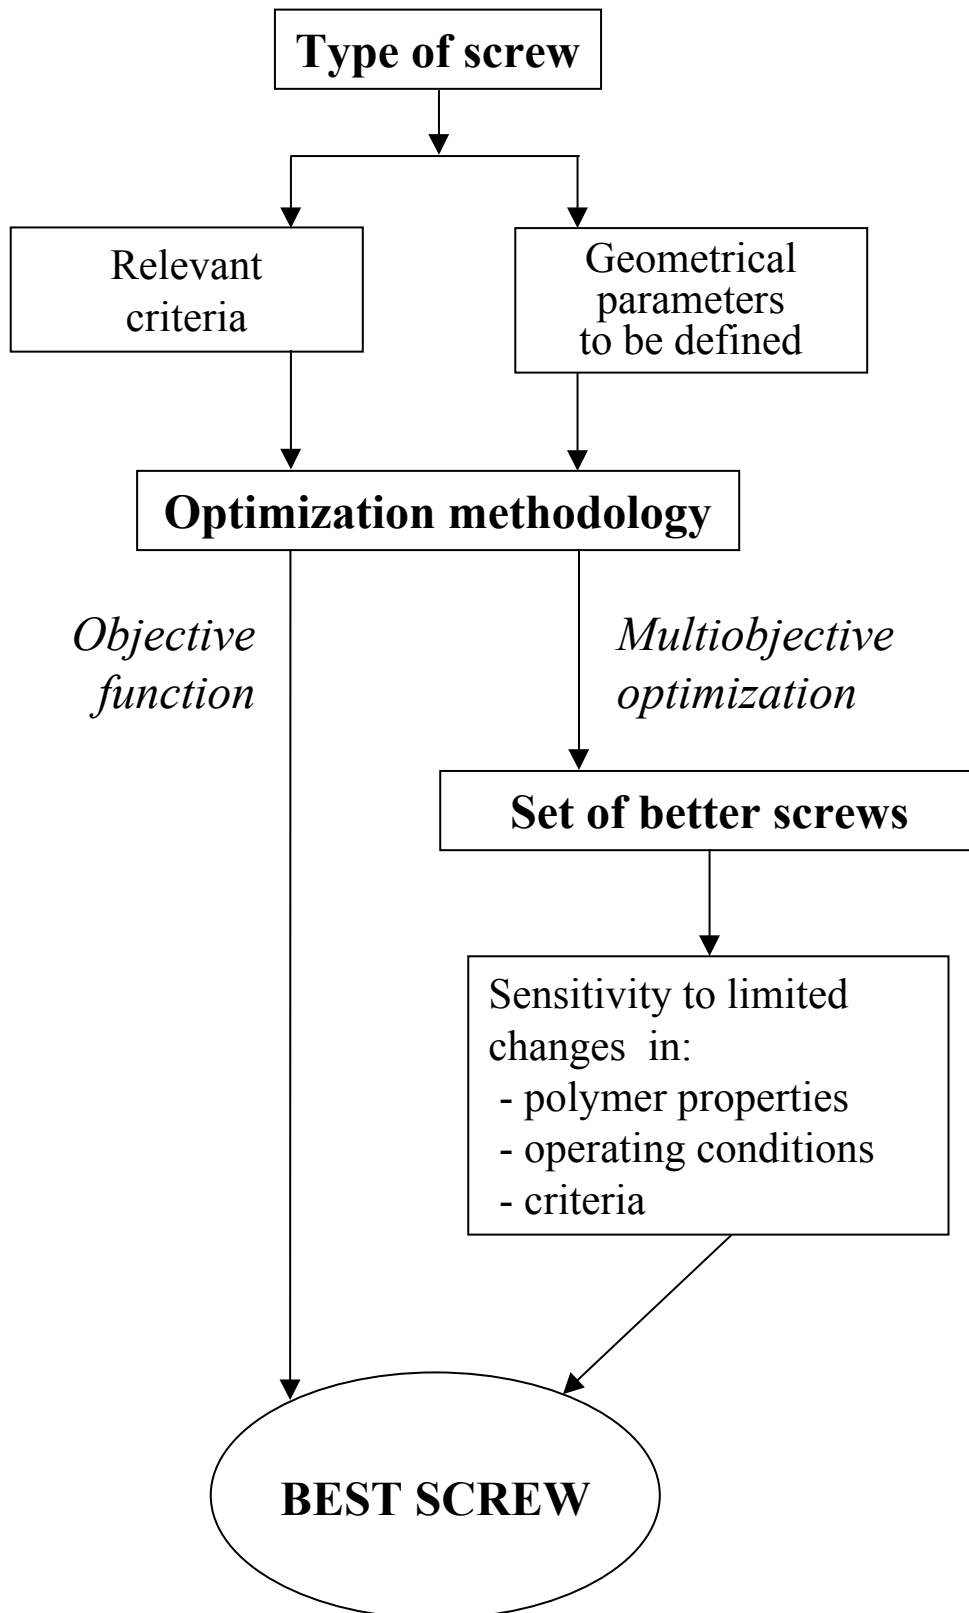 Type of screw
Relevant
criteria
Geometrical
parameters
to be defined
Optimization methodology
Objective
function
Multiobjective
optimization
Set of better screws
Sensitivity to limited
changes in:
- polymer properties
- operating conditions
- criteria
BEST SCREW